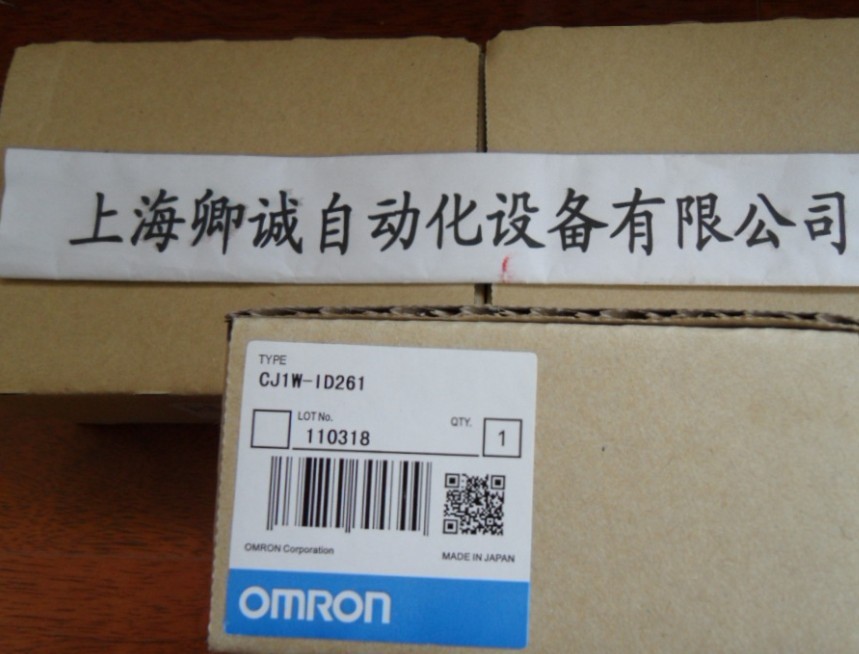 上海卿诚自动化设备有限公司
TYPE
CJ1W-ID261
LOT No.
110318
QTY.
1
OMRON Corporation
MADE IN JAPAN
OMRON